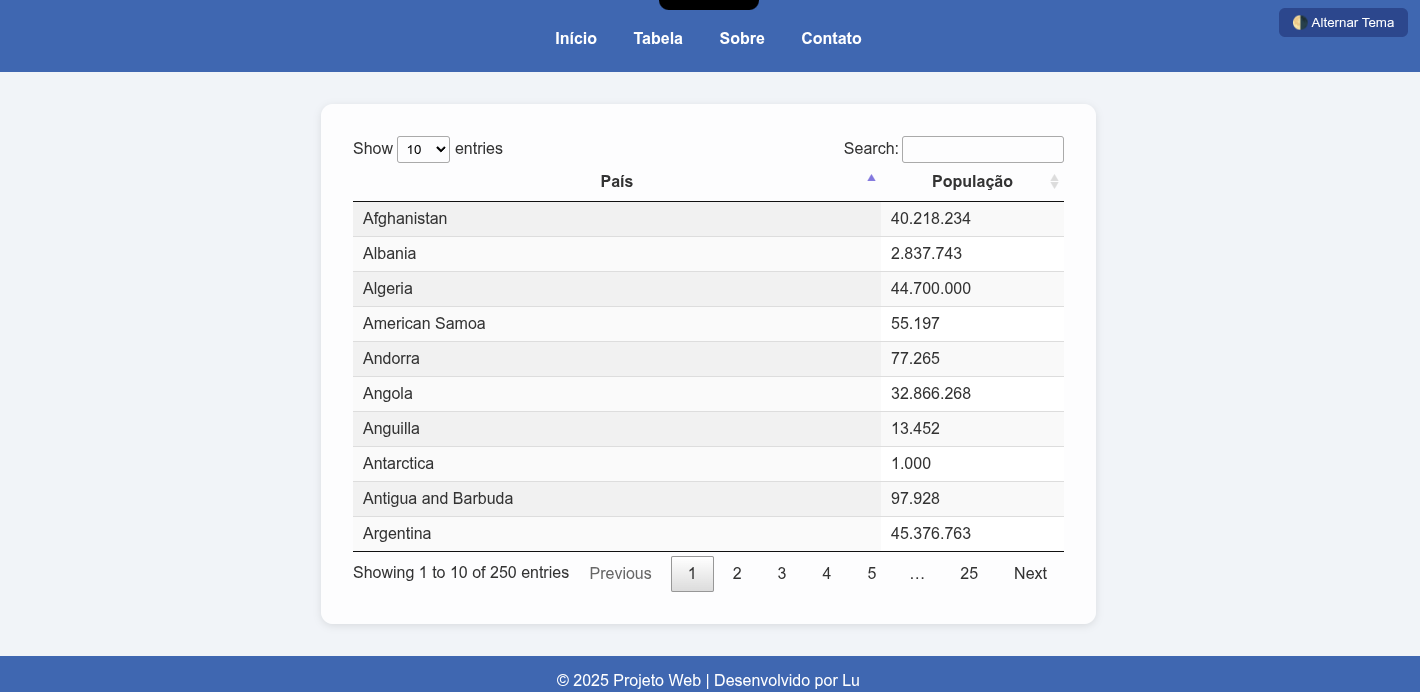 Início Tabela Sobre Contato
Alternar Tema
Show 10 entries Search:
País População
Afghanistan 40.218.234
Albania 2.837.743
Algeria 44.700.000
American Samoa 55.197
Andorra 77.265
Angola 32.866.268
Anguilla 13.452
Antarctica 1.000
Antigua and Barbuda 97.928
Argentina 45.376.763
Showing 1 to 10 of 250 entries Previous 1 2 3 4 5 … 25 Next
© 2025 Projeto Web | Desenvolvido por Lu